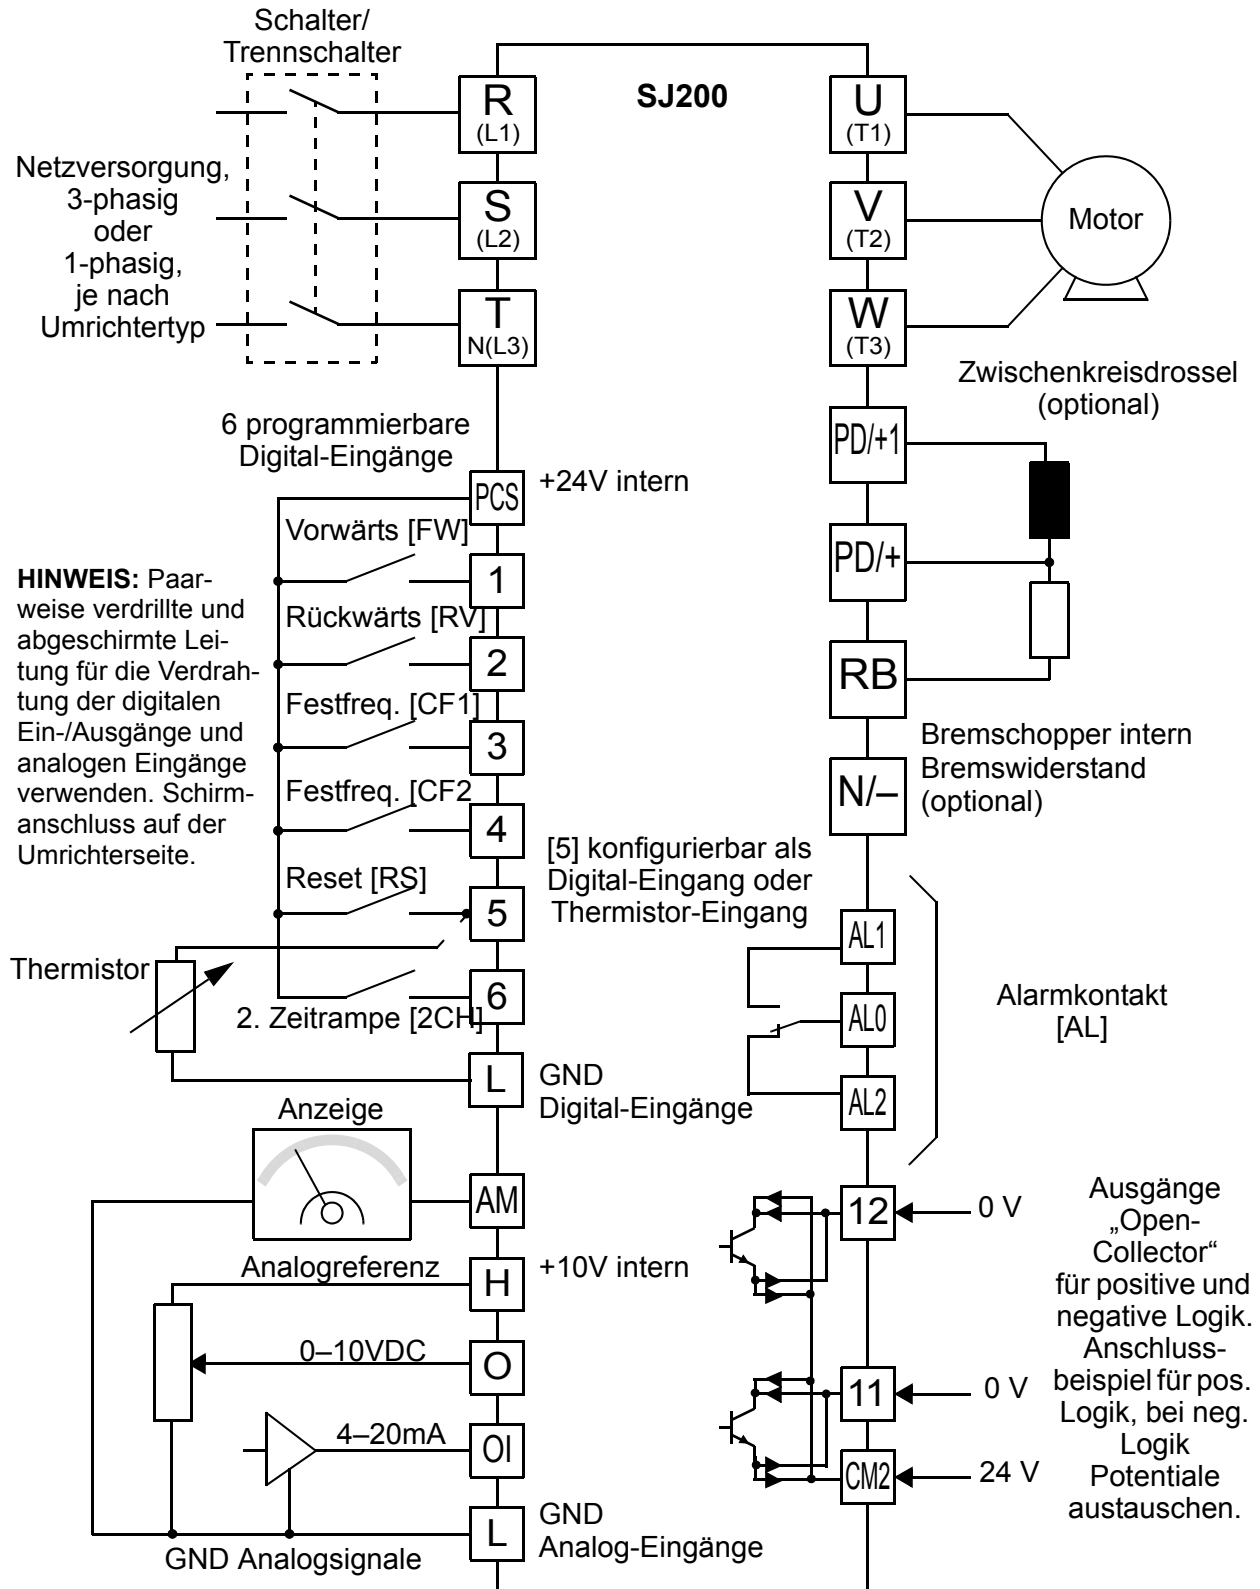 Schalter/
Trennschalter
SJ200
R
(L1)
U
(T1)
Netzversorgung,
3-phasig
oder
1-phasig,
je nach
Umrichtertyp
S
(L2)
V
(T2)
Motor
T
N(L3)
W
(T3)
Zwischenkreisdrossel
(optional)
6 programmierbare
Digital-Eingänge
PD/+1
PCS
+24V intern
Vorwärts [FW]
1
PD/+
HINWEIS: Paar-
weise verdrillte und
abgeschirmte Lei-
tung für die Verdrah-
tung der digitalen
Ein-/Ausgänge und
analogen Eingänge
verwenden. Schirm-
anschluss auf der
Umrichterseite.
Rückwärts [RV]
2
RB
Festfreq. [CF1]
3
Bremschopper intern
Bremswiderstand
(optional)
Festfreq. [CF2
4
N/–
[5] konfigurierbar als
Digital-Eingang oder
Thermistor-Eingang
Reset [RS]
5
AL1
Thermistor
6
2. Zeitrampe [2CH]
AL0
Alarmkontakt
[AL]
L
GND
Digital-Eingänge
AL2
Anzeige
AM
12
0 V
Ausgänge
„Open-
Collector“
für positive und
negative Logik.
Anschluss-
beispiel für pos.
Logik, bei neg.
Logik
Potentiale
austauschen.
Analogreferenz
H
+10V intern
0–10VDC
O
11
0 V
4–20mA
OI
CM2
24 V
L
GND
Analog-Eingänge
GND Analogsignale